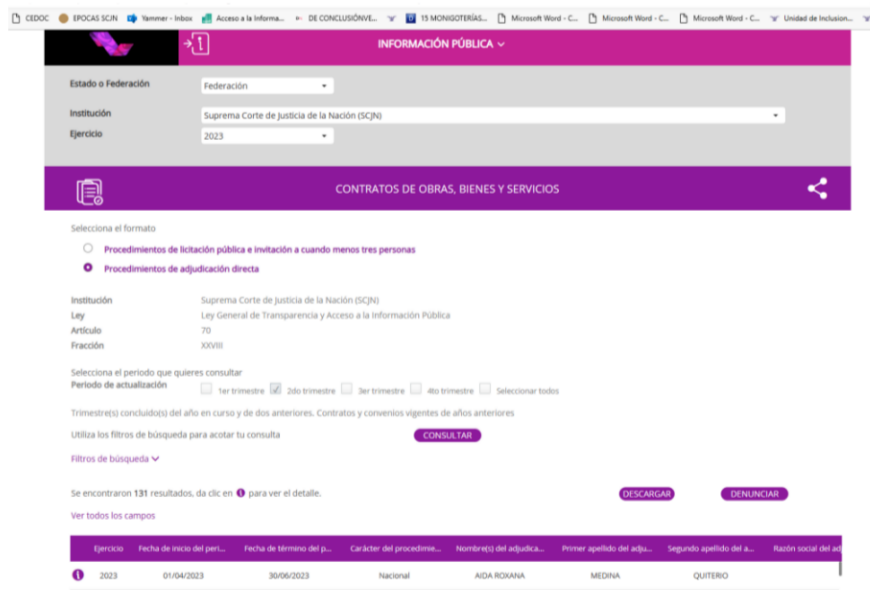 CEDOC EPOCAS SCJN Yammer - Inbox Acceso a la Informa... DE CONCLUSIÓNVE... 15 MONIGOTERÍAS... Microsoft Word - C... Microsoft Word - C... Microsoft Word - C... Unidad de Inclusion...
INFORMACIÓN PÚBLICA
Estado o Federación Federación
Institución Suprema Corte de Justicia de la Nación (SCJN)
Ejercicio 2023
CONTRATOS DE OBRAS, BIENES Y SERVICIOS
Selecciona el formato
Procedimientos de licitación pública e invitación a cuando menos tres personas
Procedimientos de adjudicación directa
Institución Suprema Corte de Justicia de la Nación (SCJN)
Ley Ley General de Transparencia y Acceso a la Información Pública
Artículo 70
Fracción XXVIII
Selecciona el periodo que quieres consultar
Periodo de actualización 1er trimestre 2do trimestre 3er trimestre 4to trimestre Seleccionar todos
Trimestre(s) concluido(s) del año en curso y de dos anteriores. Contratos y convenios vigentes de años anteriores
Utiliza los filtros de búsqueda para acotar tu consulta CONSULTAR
Filtros de búsqueda
Se encontraron 131 resultados, da clic en i para ver el detalle. DESCARGAR DENUNCIAR
Ver todos los campos
Ejercicio Fecha de inicio del peri... Fecha de término del p... Carácter del procedimie... Nombre(s) del adjudica... Primer apellido del adju... Segundo apellido del a... Razón social del adj
2023 01/04/2023 30/06/2023 Nacional AIDA ROXANA MEDINA QUITERIO